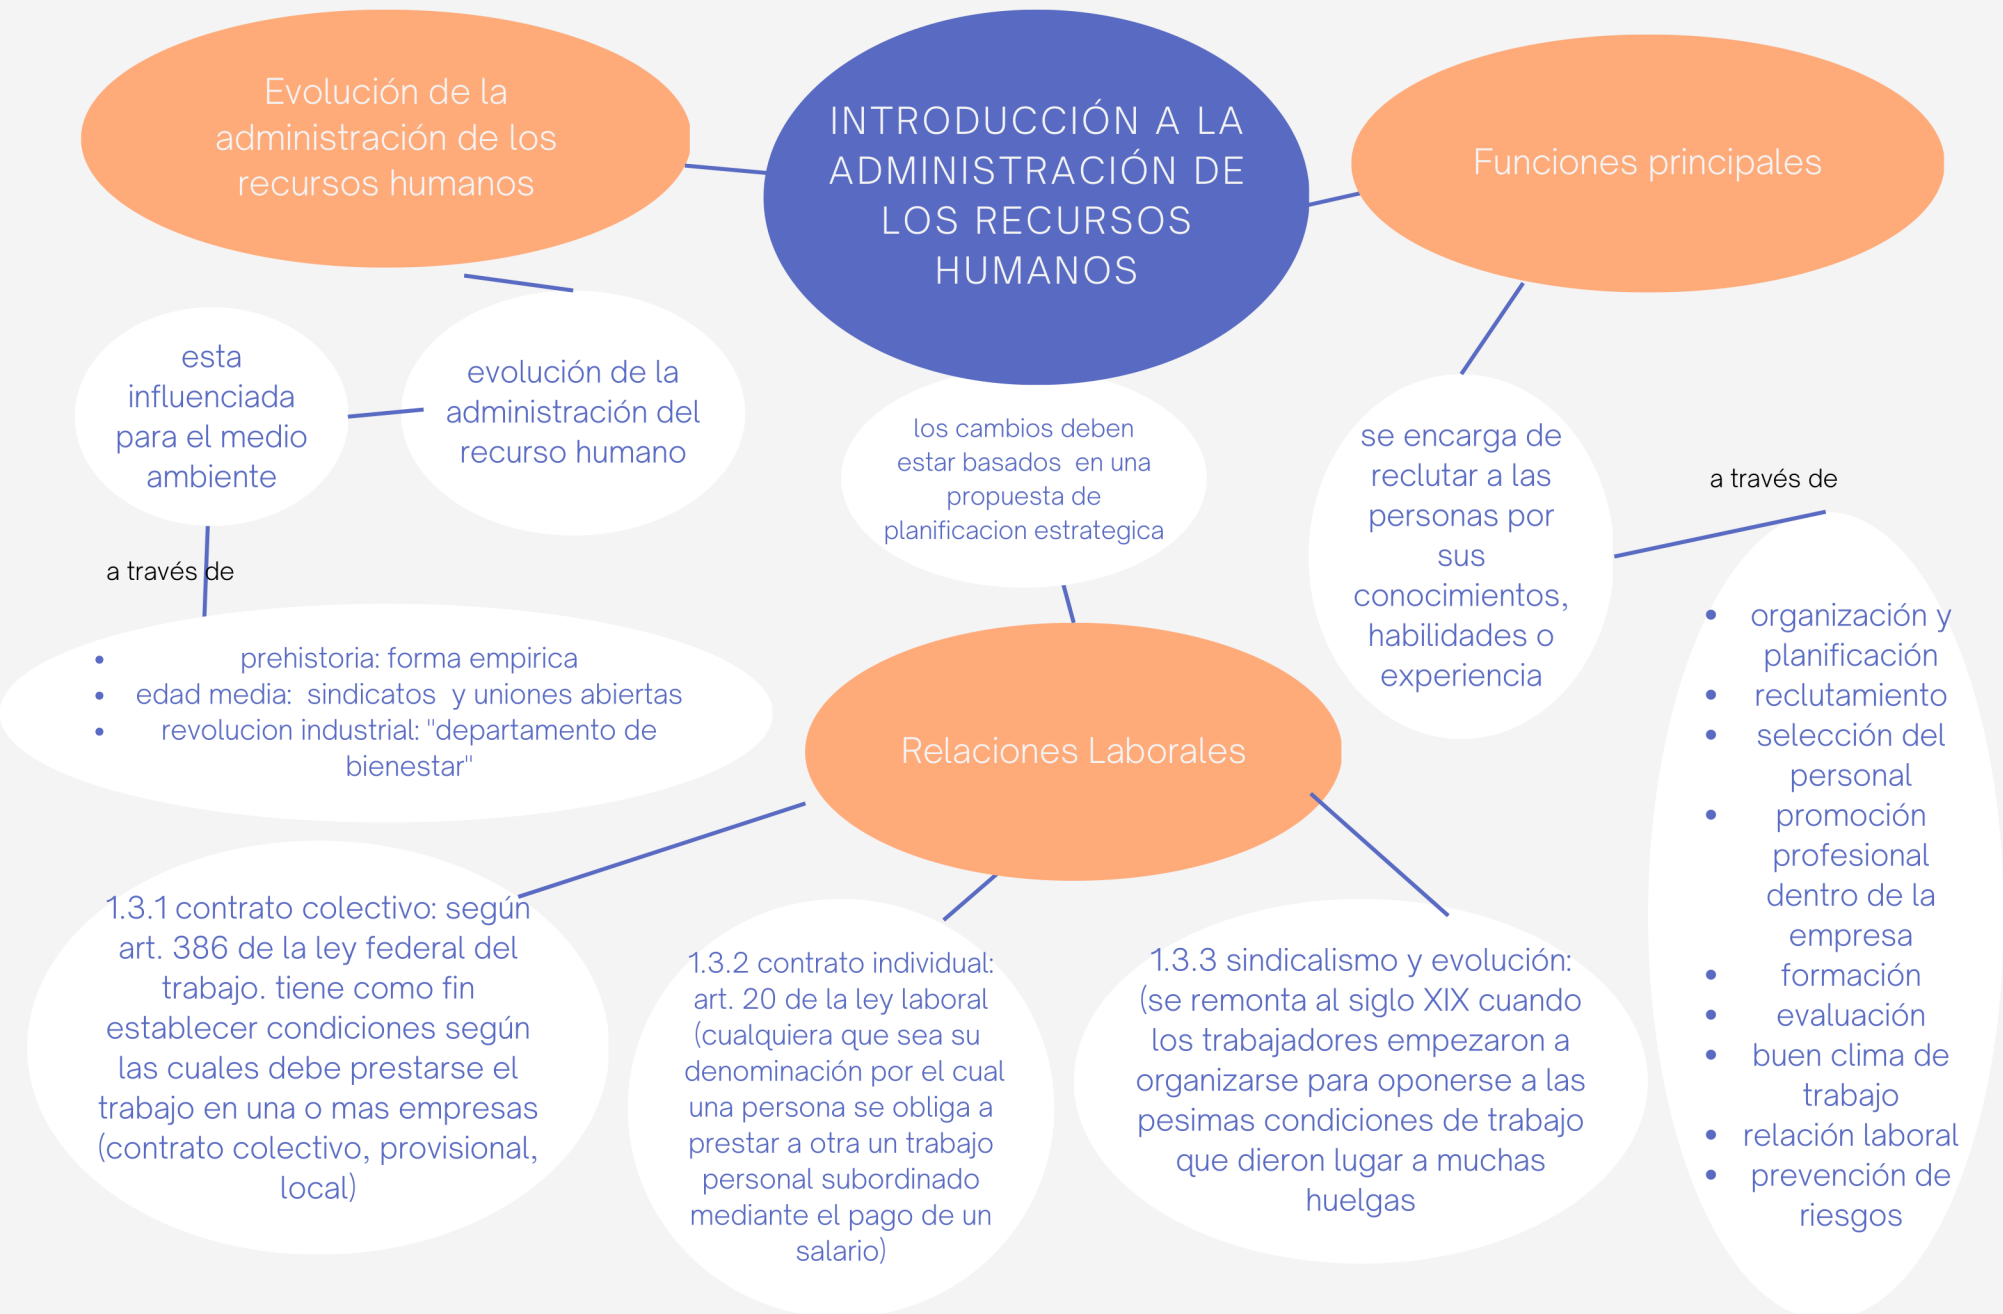 INTRODUCCIÓN A LA
ADMINISTRACIÓN DE
LOS RECURSOS
HUMANOS
Evolución de la
administración de los
recursos humanos
evolución de la
administración del
recurso humano
esta
influenciada
para el medio
ambiente
a través de
• prehistoria: forma empirica
• edad media: sindicatos y uniones abiertas
• revolucion industrial: "departamento de
bienestar"
los cambios deben
estar basados en una
propuesta de
planificacion estrategica
Relaciones Laborales
1.3.1 contrato colectivo: según
art. 386 de la ley federal del
trabajo. tiene como fin
establecer condiciones según
las cuales debe prestarse el
trabajo en una o mas empresas
(contrato colectivo, provisional,
local)
1.3.2 contrato individual:
art. 20 de la ley laboral
(cualquiera que sea su
denominación por el cual
una persona se obliga a
prestar a otra un trabajo
personal subordinado
mediante el pago de un
salario)
1.3.3 sindicalismo y evolución:
(se remonta al siglo XIX cuando
los trabajadores empezaron a
organizarse para oponerse a las
pesimas condiciones de trabajo
que dieron lugar a muchas
huelgas
Funciones principales
se encarga de
reclutar a las
personas por
sus
conocimientos,
habilidades o
experiencia
a través de
• organización y
planificación
• reclutamiento
• selección del
personal
• promoción
profesional
dentro de la
empresa
• formación
• evaluación
• buen clima de
trabajo
• relación laboral
• prevención de
riesgos